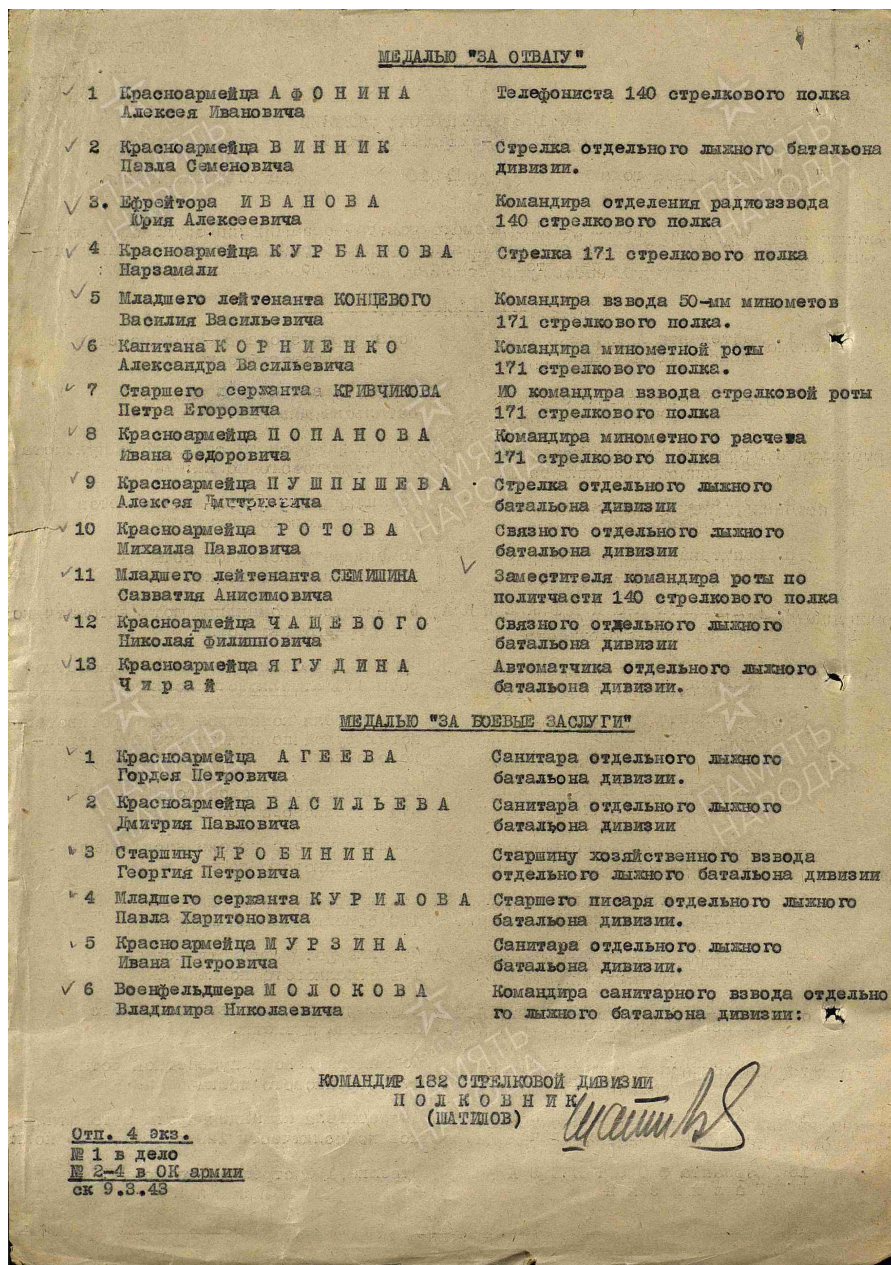 МЕДАЛЬЮ "ЗА ОТВАГУ"
1 Красноармейца А Ф О Н И Н А Телефониста 140 стрелкового полка
Алексея Ивановича
2 Красноармейца В И Н Н И К Стрелка отдельного лыжного батальона
Павла Семеновича дивизии.
3. Ефрейтора И В А Н О В А Командира отделения радиовзвода
Юрия Алексеевича 140 стрелкового полка
4 Красноармейца К У Р Б А Н О В А Стрелка 171 стрелкового полка
Нарзамали
5 Младшего лейтенанта КОНЦЕВОГО Командира взвода 50-мм минометов
Василия Васильевича 171 стрелкового полка.
6 Капитана К О Р Н И Е Н К О Командира минометной роты
Александра Васильевича 171 стрелкового полка.
7 Старшего сержанта КРИВЧИКОВА ИО командира взвода стрелковой роты
Петра Егоровича 171 стрелкового полка
8 Красноармейца П О П А Н О В А Командира минометного расчета
Ивана Федоровича 171 стрелкового полка
9 Красноармейца П У Ш П Ы Ш Е В А Стрелка отдельного лыжного
Алексея Дмитриевича батальона дивизии
10 Красноармейца Р О Т О В А Связного отдельного лыжного
Михаила Павловича батальона дивизии
11 Младшего лейтенанта СЕМИШИНА Заместителя командира роты по
Савватия Анисимовича политчасти 140 стрелкового полка
12 Красноармейца Ч А Щ Е В О Г О Связного отдельного лыжного
Николая Филипповича батальона дивизии
13 Красноармейца Я Г У Д И Н А Автоматчика отдельного лыжного
Ч и р а й батальона дивизии.
МЕДАЛЬЮ "ЗА БОЕВЫЕ ЗАСЛУГИ"
1 Красноармейца А Г Е Е В А Санитара отдельного лыжного
Гордея Петровича батальона дивизии.
2 Красноармейца В А С И Л Ь Е В А Санитара отдельного лыжного
Дмитрия Павловича батальона дивизии
3 Старшину Д Р О Б И Н И Н А Старшину хозяйственного взвода
Георгия Петровича отдельного лыжного батальона дивизии
4 Младшего сержанта К У Р И Л О В А Старшего писаря отдельного лыжного
Павла Харитоновича батальона дивизии.
5 Красноармейца М У Р З И Н А Санитара отдельного лыжного
Ивана Петровича батальона дивизии.
6 Военфельдшера М О Л О К О В А Командира санитарного взвода отдельно
Владимира Николаевича го лыжного батальона дивизии:
КОМАНДИР 182 СТРЕЛКОВОЙ ДИВИЗИИ
П О Л К О В Н И К
(ШАТИЛОВ)
Отп. 4 экз.
№ 1 в дело
№ 2-4 в ОК армии
ск 9.3.43
ПАМЯТЬ НАРОДА